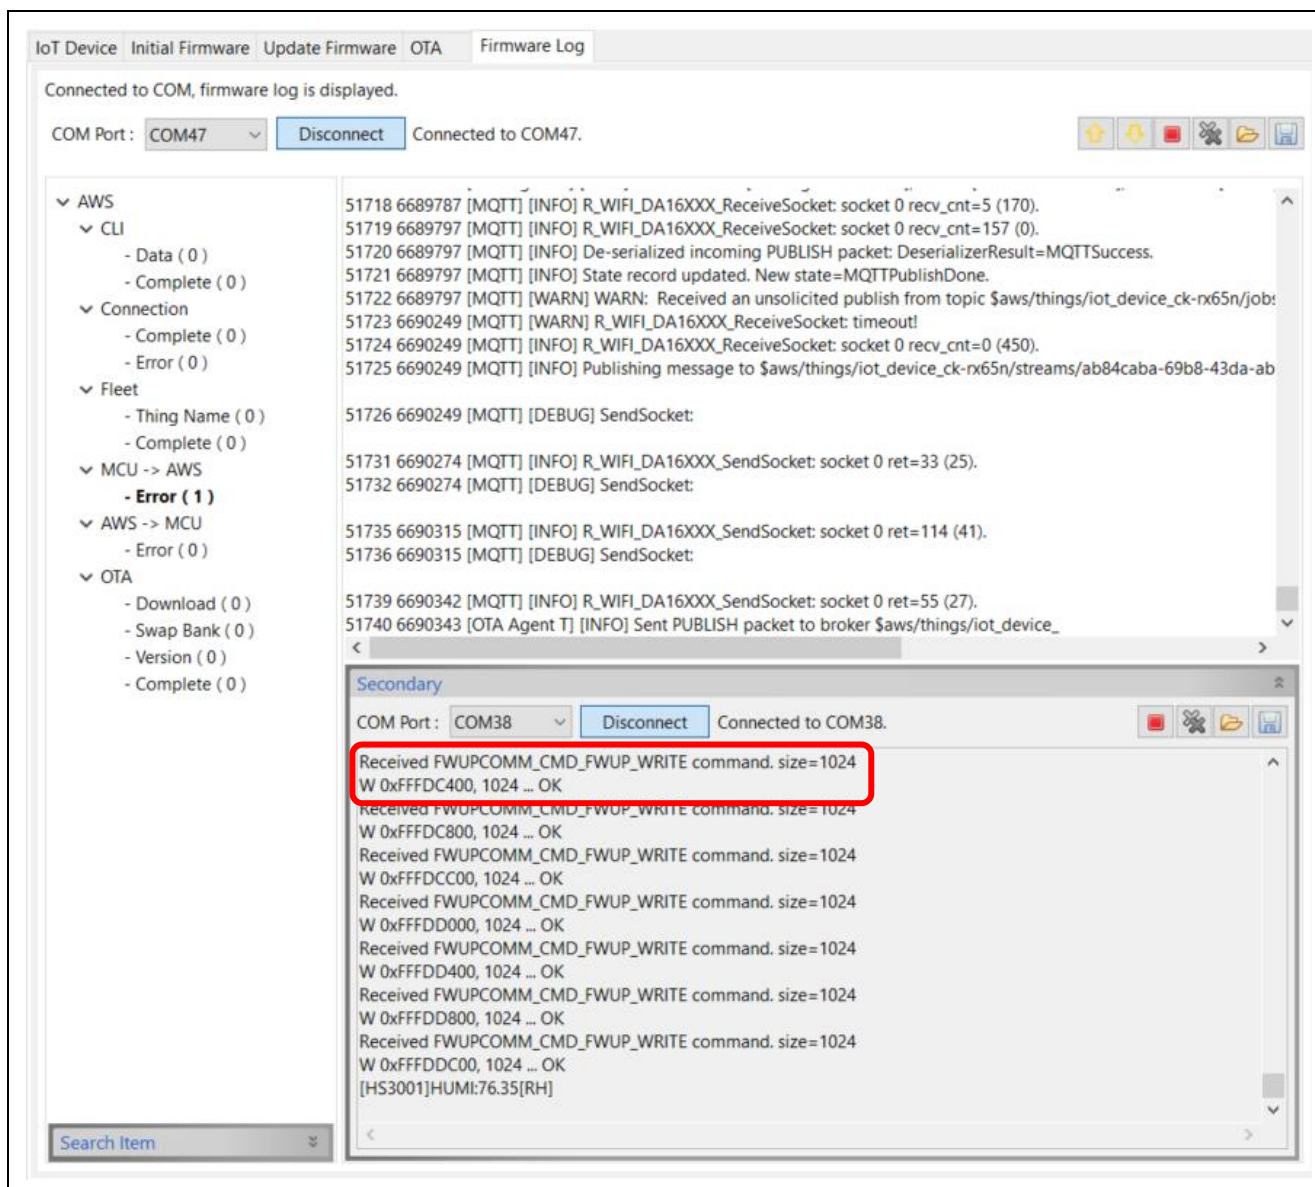 IoT Device Initial Firmware Update Firmware OTA Firmware Log
Connected to COM, firmware log is displayed.
COM Port : COM47 Disconnect Connected to COM47.
AWS
CLI
- Data ( 0 )
- Complete ( 0 )
Connection
- Complete ( 0 )
- Error ( 0 )
Fleet
- Thing Name ( 0 )
- Complete ( 0 )
MCU -> AWS
- Error ( 1 )
AWS -> MCU
- Error ( 0 )
OTA
- Download ( 0 )
- Swap Bank ( 0 )
- Version ( 0 )
- Complete ( 0 )
Search Item
51718 6689787 [MQTT] [INFO] R_WIFI_DA16XXX_ReceiveSocket: socket 0 recv_cnt=5 (170).
51719 6689797 [MQTT] [INFO] R_WIFI_DA16XXX_ReceiveSocket: socket 0 recv_cnt=157 (0).
51720 6689797 [MQTT] [INFO] De-serialized incoming PUBLISH packet: DeserializerResult=MQTTSuccess.
51721 6689797 [MQTT] [INFO] State record updated. New state=MQTTPublishDone.
51722 6689797 [MQTT] [WARN] WARN:  Received an unsolicited publish from topic $aws/things/iot_device_ck-rx65n/jobs
51723 6690249 [MQTT] [WARN] R_WIFI_DA16XXX_ReceiveSocket: timeout!
51724 6690249 [MQTT] [INFO] R_WIFI_DA16XXX_ReceiveSocket: socket 0 recv_cnt=0 (450).
51725 6690249 [MQTT] [INFO] Publishing message to $aws/things/iot_device_ck-rx65n/streams/ab84caba-69b8-43da-ab
51726 6690249 [MQTT] [DEBUG] SendSocket:
51731 6690274 [MQTT] [INFO] R_WIFI_DA16XXX_SendSocket: socket 0 ret=33 (25).
51732 6690274 [MQTT] [DEBUG] SendSocket:
51735 6690315 [MQTT] [INFO] R_WIFI_DA16XXX_SendSocket: socket 0 ret=114 (41).
51736 6690315 [MQTT] [DEBUG] SendSocket:
51739 6690342 [MQTT] [INFO] R_WIFI_DA16XXX_SendSocket: socket 0 ret=55 (27).
51740 6690343 [OTA Agent T] [INFO] Sent PUBLISH packet to broker $aws/things/iot_device_
Secondary
COM Port : COM38 Disconnect Connected to COM38.
Received FWUPCOMM_CMD_FWUP_WRITE command. size=1024
W 0xFFFDC400, 1024 ... OK
Received FWUPCOMM_CMD_FWUP_WRITE command. size=1024
W 0xFFFDC800, 1024 ... OK
Received FWUPCOMM_CMD_FWUP_WRITE command. size=1024
W 0xFFFDCC00, 1024 ... OK
Received FWUPCOMM_CMD_FWUP_WRITE command. size=1024
W 0xFFFDD000, 1024 ... OK
Received FWUPCOMM_CMD_FWUP_WRITE command. size=1024
W 0xFFFDD400, 1024 ... OK
Received FWUPCOMM_CMD_FWUP_WRITE command. size=1024
W 0xFFFDD800, 1024 ... OK
Received FWUPCOMM_CMD_FWUP_WRITE command. size=1024
W 0xFFFDDC00, 1024 ... OK
[HS3001]HUMI:76.35[RH]